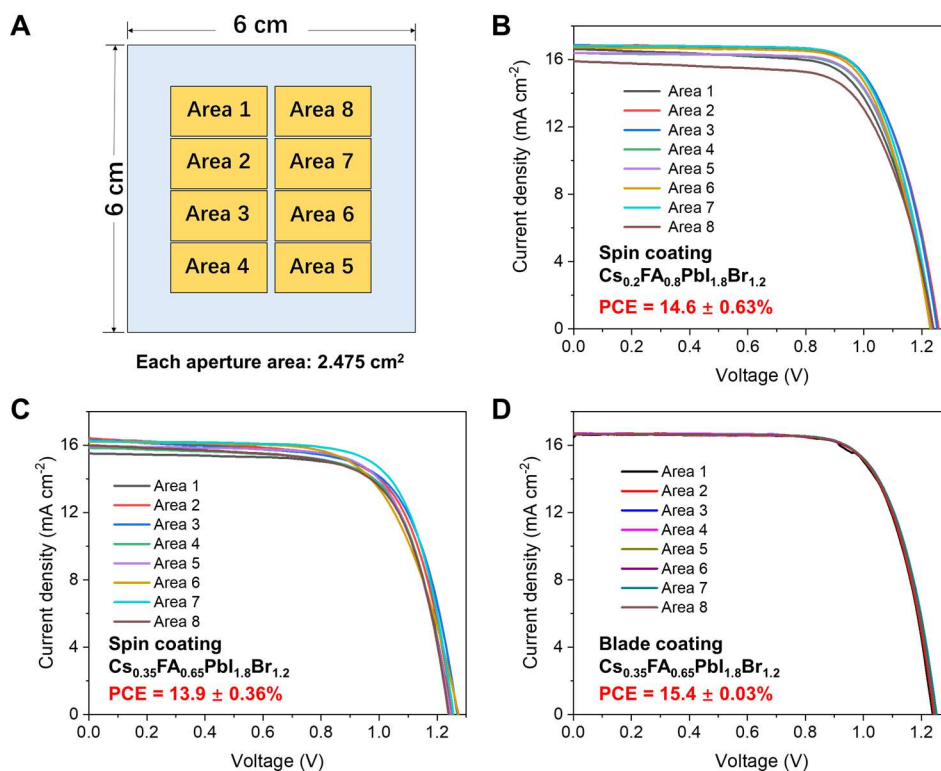 A
6 cm
6 cm
Area 1 Area 8
Area 2 Area 7
Area 3 Area 6
Area 4 Area 5
Each aperture area: 2.475 cm²
B
Current density (mA cm⁻²)
16
12
8
4
0
Area 1
Area 2
Area 3
Area 4
Area 5
Area 6
Area 7
Area 8
Spin coating
Cs₀.₂FA₀.₈PbI₁.₈Br₁.₂
PCE = 14.6 ± 0.63%
0.0 0.2 0.4 0.6 0.8 1.0 1.2
Voltage (V)
C
Current density (mA cm⁻²)
16
12
8
4
0
Area 1
Area 2
Area 3
Area 4
Area 5
Area 6
Area 7
Area 8
Spin coating
Cs₀.₃₅FA₀.₆₅PbI₁.₈Br₁.₂
PCE = 13.9 ± 0.36%
0.0 0.2 0.4 0.6 0.8 1.0 1.2
Voltage (V)
D
Current density (mA cm⁻²)
16
12
8
4
0
Area 1
Area 2
Area 3
Area 4
Area 5
Area 6
Area 7
Area 8
Blade coating
Cs₀.₃₅FA₀.₆₅PbI₁.₈Br₁.₂
PCE = 15.4 ± 0.03%
0.0 0.2 0.4 0.6 0.8 1.0 1.2
Voltage (V)